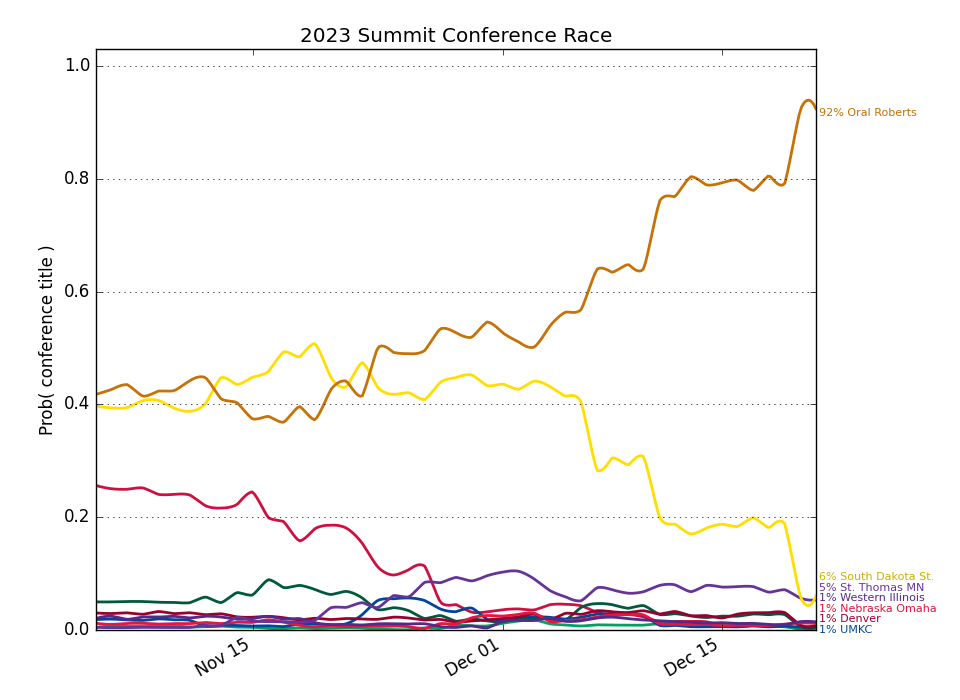 2023 Summit Conference Race
Prob( conference title )
1.0
0.8
0.6
0.4
0.2
0.0
Nov 15
Dec 01
Dec 15
92% Oral Roberts
6% South Dakota St.
5% St. Thomas MN
1% Western Illinois
1% Nebraska Omaha
1% Denver
1% UMKC